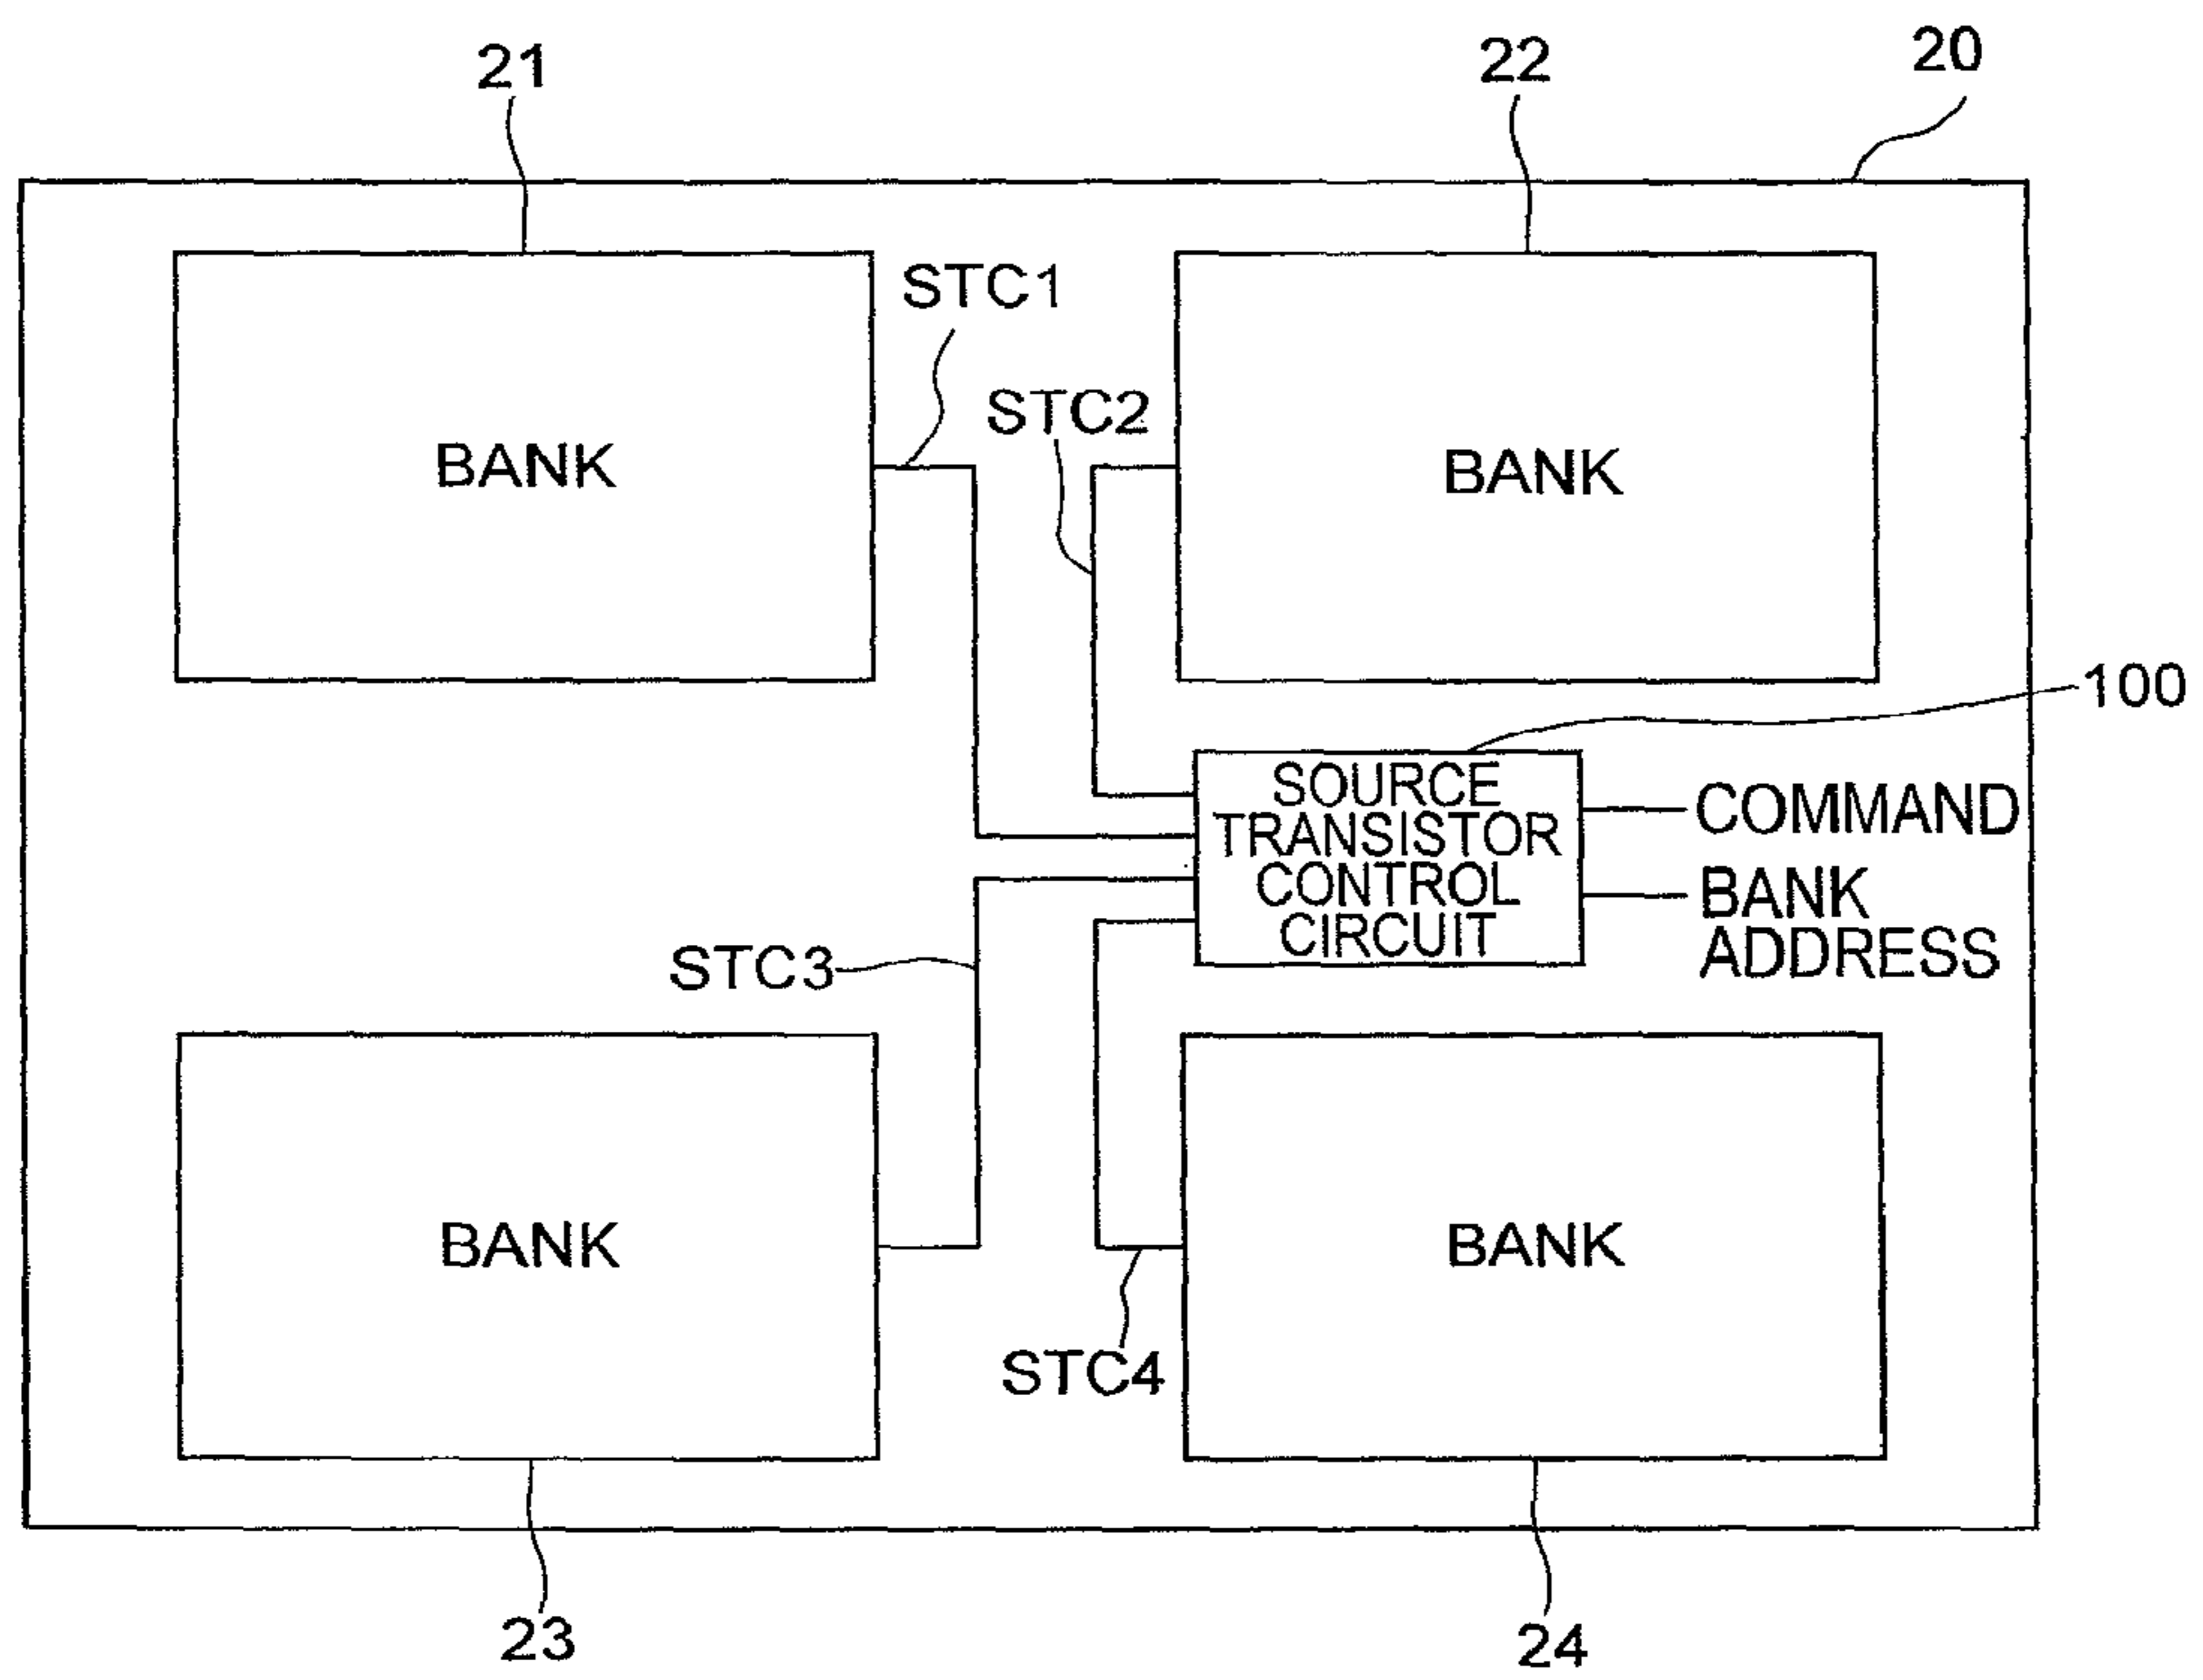 21
22
20
STC1
STC2
BANK
BANK
100
SOURCE
TRANSISTOR
CONTROL
CIRCUIT
COMMAND
BANK
ADDRESS
STC3
BANK
BANK
STC4
23
24